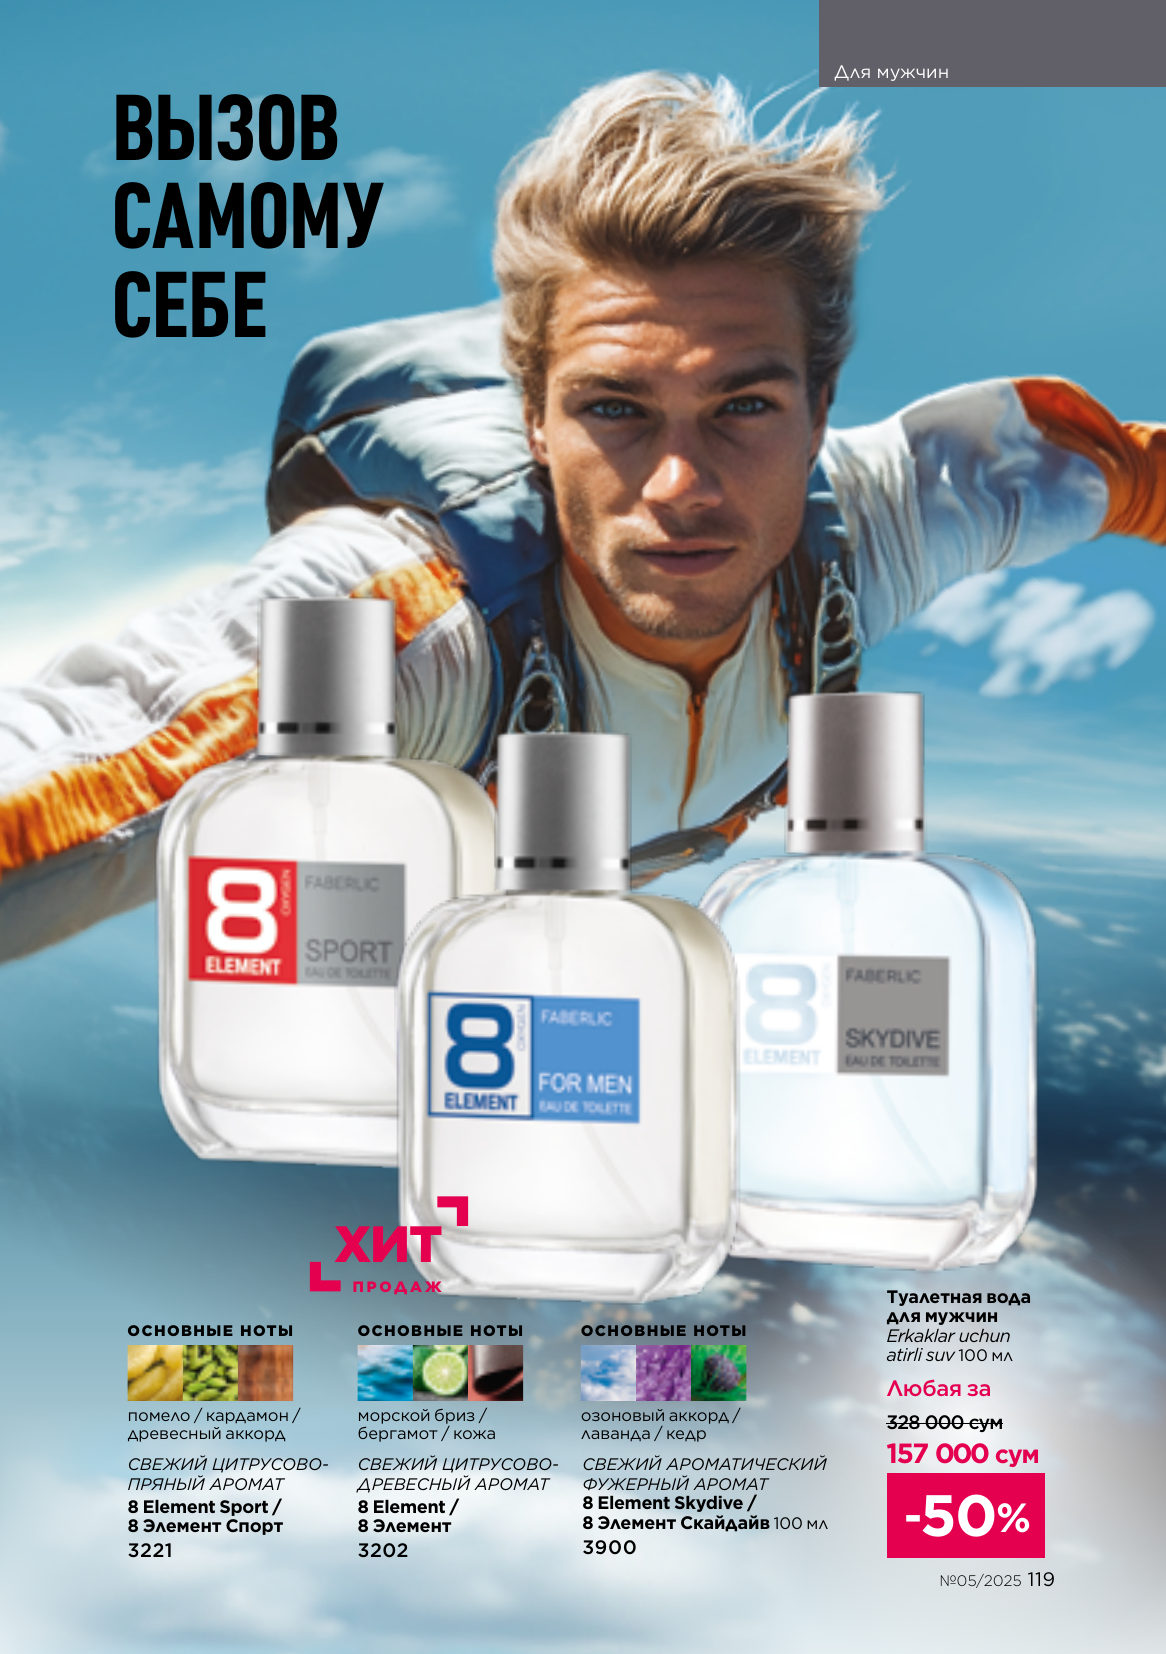 Для мужчин
ВЫЗОВ
САМОМУ
СЕБЕ
8
OXYGEN
ELEMENT
FABERLIC
SPORT
EAU DE TOILETTE
8
OXYGEN
ELEMENT
FABERLIC
FOR MEN
EAU DE TOILETTE
8
ELEMENT
FABERLIC
SKYDIVE
EAU DE TOILETTE
ХИТ
ПРОДАЖ
ОСНОВНЫЕ НОТЫ
помело / кардамон /
древесный аккорд
СВЕЖИЙ ЦИТРУСОВО-
ПРЯНЫЙ АРОМАТ
8 Element Sport /
8 Элемент Спорт
3221
ОСНОВНЫЕ НОТЫ
морской бриз /
бергамот / кожа
СВЕЖИЙ ЦИТРУСОВО-
ДРЕВЕСНЫЙ АРОМАТ
8 Element /
8 Элемент
3202
ОСНОВНЫЕ НОТЫ
озоновый аккорд /
лаванда / кедр
СВЕЖИЙ АРОМАТИЧЕСКИЙ
ФУЖЕРНЫЙ АРОМАТ
8 Element Skydive /
8 Элемент Скайдайв 100 мл
3900
Туалетная вода
для мужчин
Erkaklar uchun
atirli suv 100 мл
Любая за
328 000 сум
157 000 сум
-50%
№05/2025 119